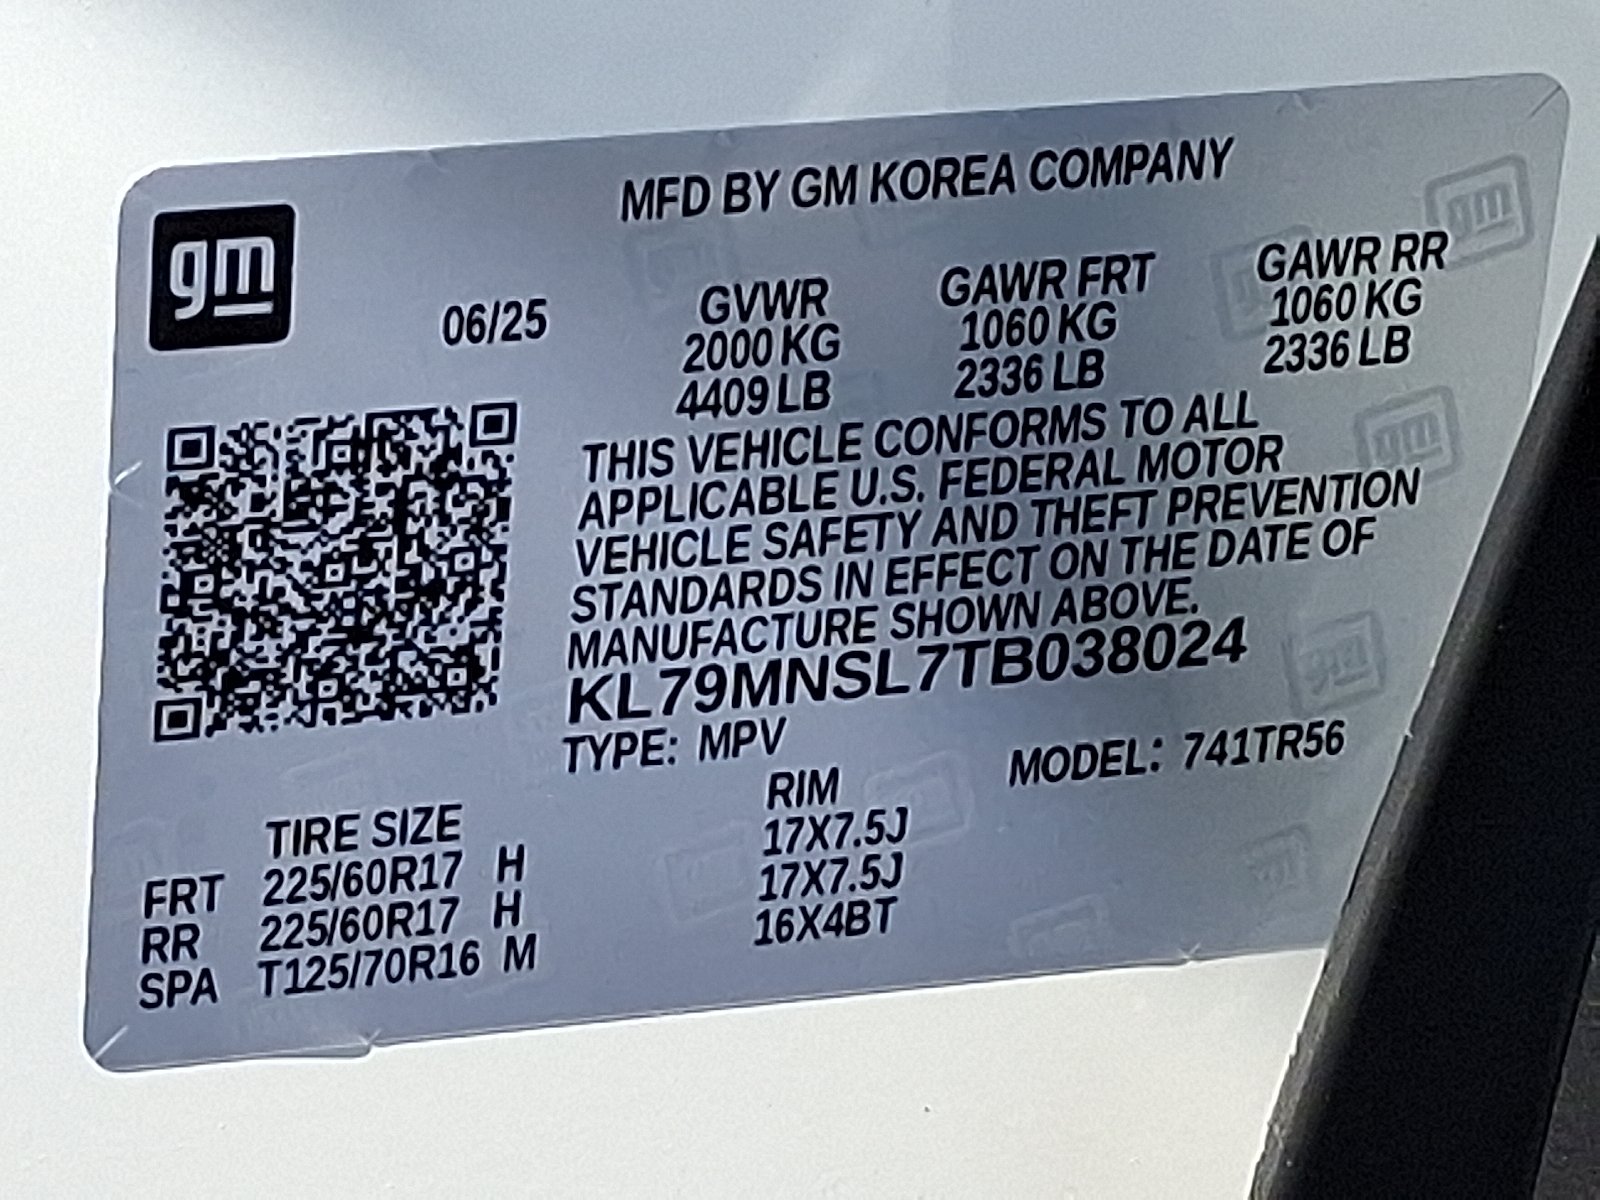 MFD BY GM KOREA COMPANY
gm
06/25
GVWR GAWR FRT GAWR RR
2000 KG 1060 KG 1060 KG
4409 LB 2336 LB 2336 LB
THIS VEHICLE CONFORMS TO ALL
APPLICABLE U.S. FEDERAL MOTOR
VEHICLE SAFETY AND THEFT PREVENTION
STANDARDS IN EFFECT ON THE DATE OF
MANUFACTURE SHOWN ABOVE.
KL79MNSL7TB038024
TYPE: MPV MODEL: 741TR56
TIRE SIZE RIM
FRT 225/60R17 H 17X7.5J
RR 225/60R17 H 17X7.5J
SPA T125/70R16 M 16X4BT